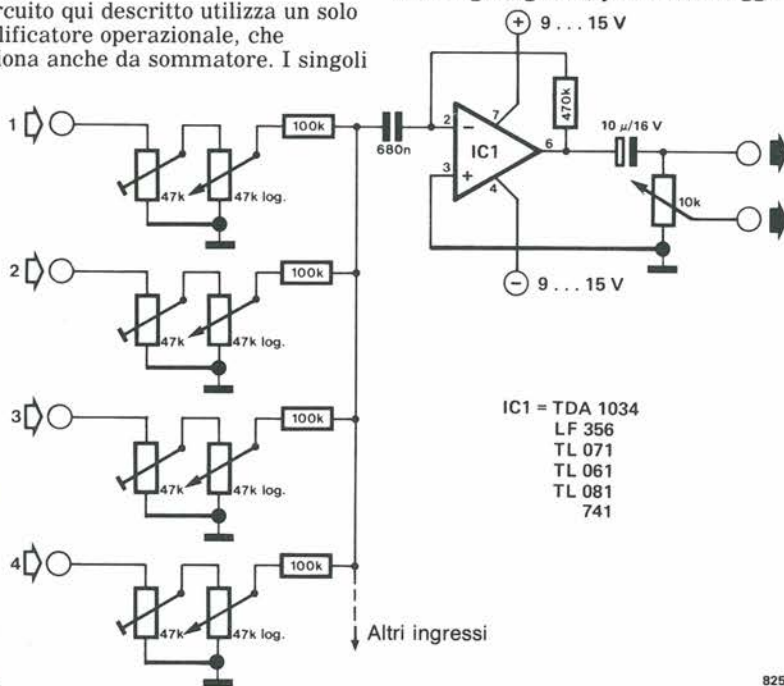 rcuito qui descritto utilizza un solo
lificatore operazionale, che
iona anche da sommatore. I singoli
+ 9 . . . 15 V
1
47k
47k log.
100k
680n
2
3
7
4
6
IC1
470k
10 µ/16 V
10k
− 9 . . . 15 V
2
47k
47k log.
100k
3
47k
47k log.
100k
4
47k
47k log.
100k
Altri ingressi
IC1 = TDA 1034
LF 356
TL 071
TL 061
TL 081
741
825